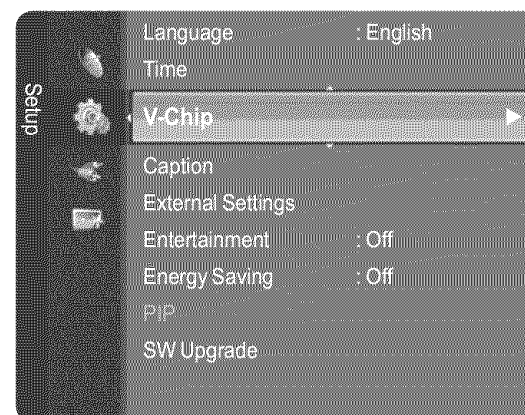 Setup
Language : English
Time
V-Chip
Caption
External Settings
Entertainment : Off
Energy Saving : Off
PIP
SW Upgrade